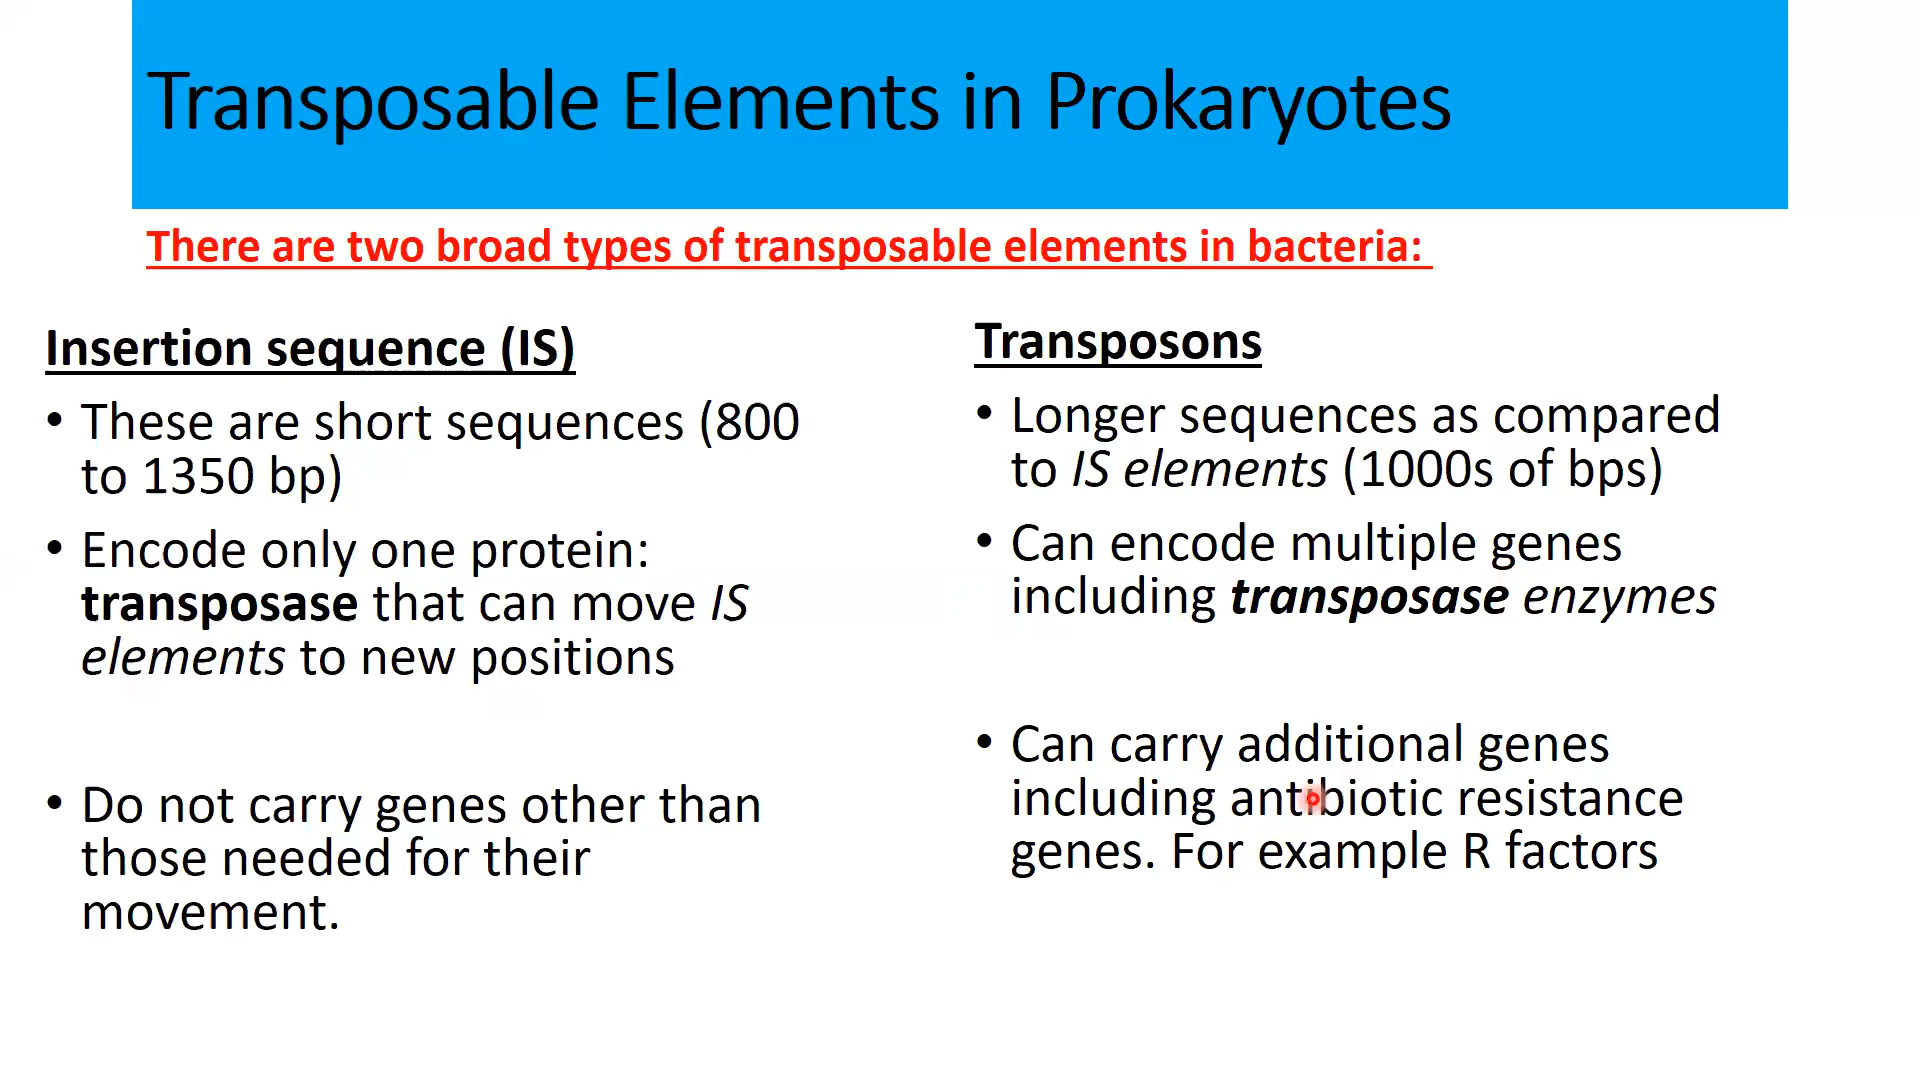 Transposable Elements in Prokaryotes
There are two broad types of transposable elements in bacteria:
Insertion sequence (IS)
• These are short sequences (800
to 1350 bp)
• Encode only one protein:
transposase that can move IS
elements to new positions
• Do not carry genes other than
those needed for their
movement.
Transposons
• Longer sequences as compared
to IS elements (1000s of bps)
• Can encode multiple genes
including transposase enzymes
• Can carry additional genes
including antibiotic resistance
genes. For example R factors